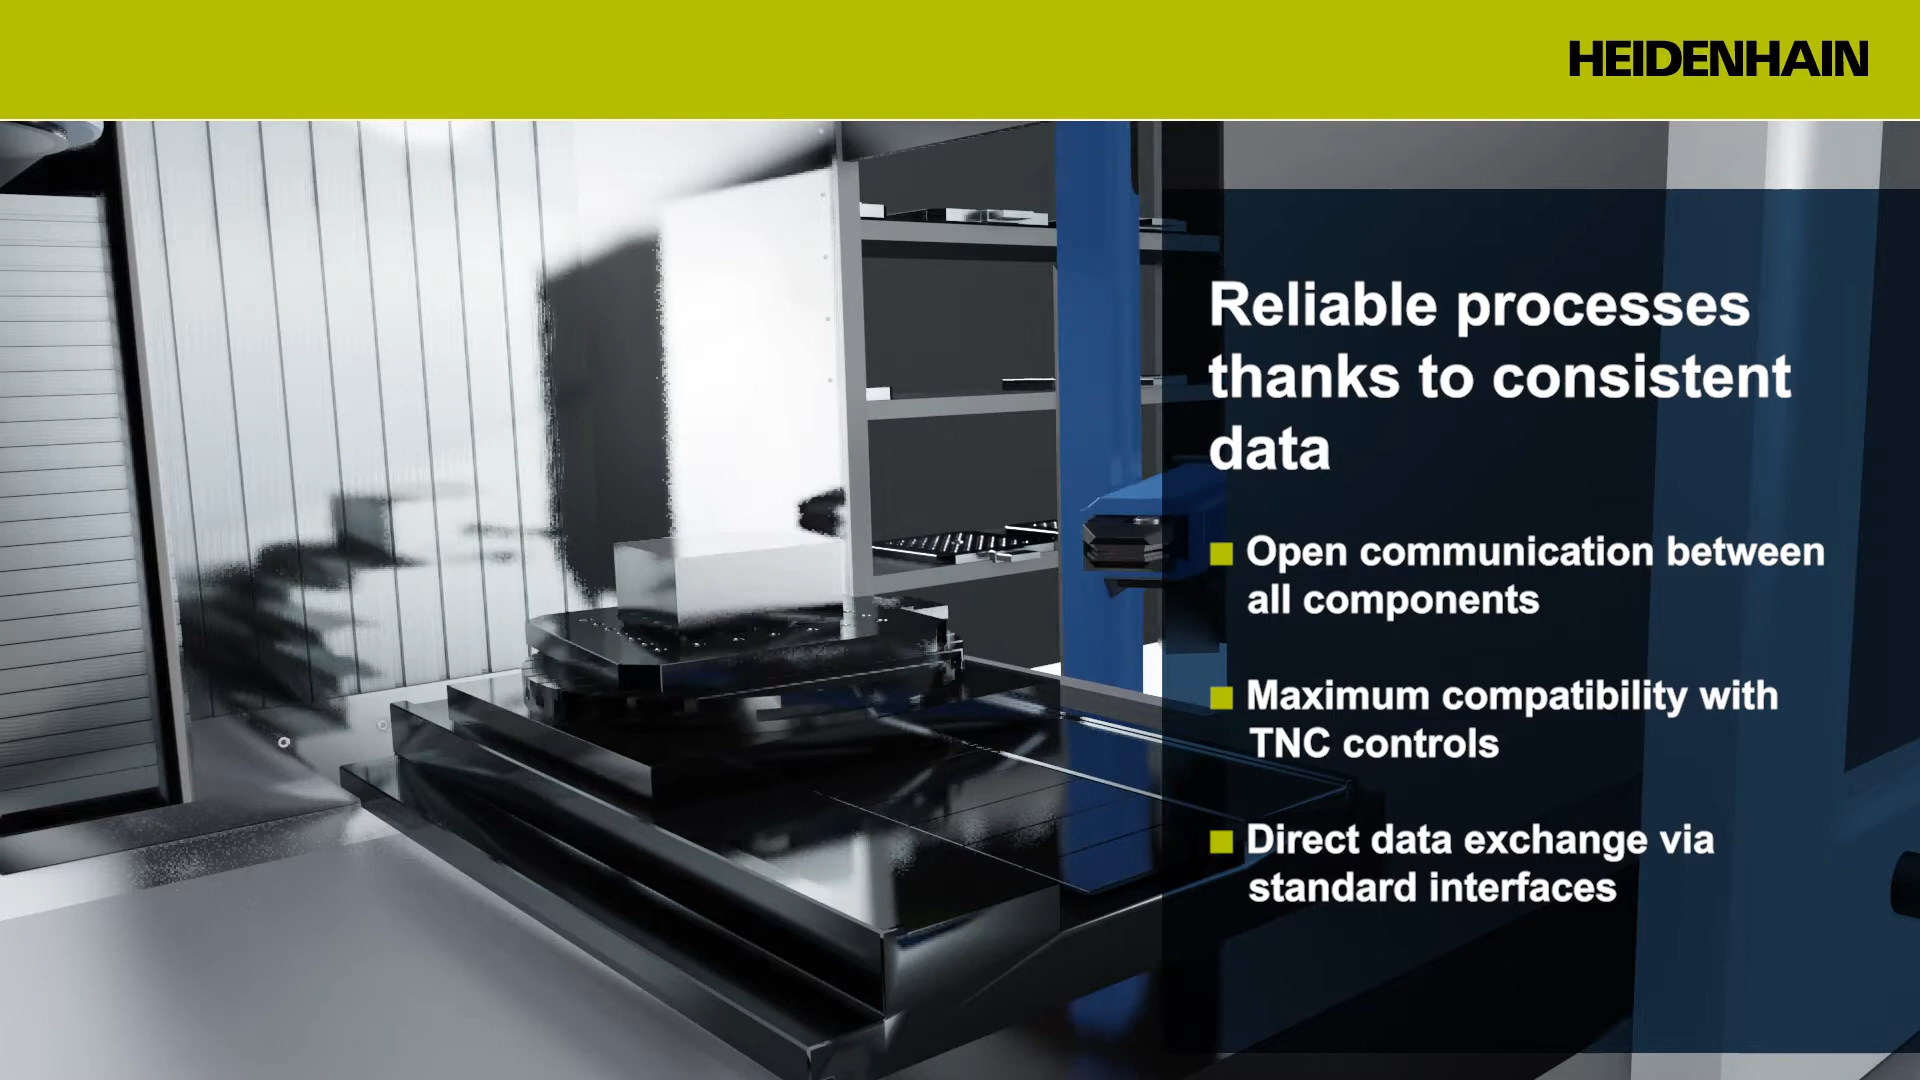 HEIDENHAIN
Reliable processes
thanks to consistent
data
Open communication between
all components
Maximum compatibility with
TNC controls
Direct data exchange via
standard interfaces